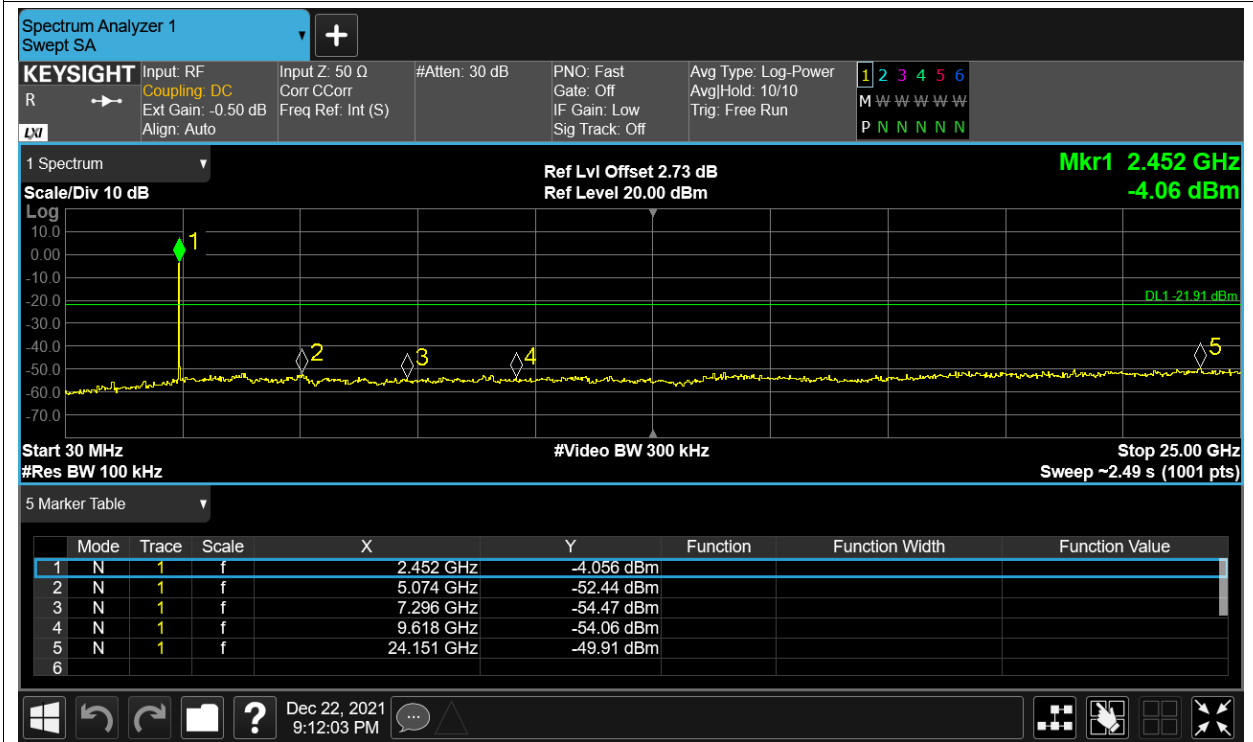 Spectrum Analyzer 1
Swept SA
KEYSIGHT Input: RF Input Z: 50 Ω #Atten: 30 dB PNO: Fast Avg Type: Log-Power 1 2 3 4 5 6
R Coupling: DC Corr CCorr Gate: Off Avg|Hold: 10/10 M W W W W W
Ext Gain: -0.50 dB Freq Ref: Int (S) IF Gain: Low Trig: Free Run
LXI Align: Auto Sig Track: Off P N N N N N
1 Spectrum Ref Lvl Offset 2.73 dB Mkr1 2.452 GHz
Scale/Div 10 dB Ref Level 20.00 dBm -4.06 dBm
Log
10.0
1
0.00
-10.0
-20.0 DL1 -21.91 dBm
-30.0
-40.0
2 3 4 5
-50.0
-60.0
-70.0
Start 30 MHz #Video BW 300 kHz Stop 25.00 GHz
#Res BW 100 kHz Sweep ~2.49 s (1001 pts)
5 Marker Table
Mode Trace Scale X Y Function Function Width Function Value
1 N 1 f 2.452 GHz -4.056 dBm
2 N 1 f 5.074 GHz -52.44 dBm
3 N 1 f 7.296 GHz -54.47 dBm
4 N 1 f 9.618 GHz -54.06 dBm
5 N 1 f 24.151 GHz -49.91 dBm
6
? Dec 22, 2021
9:12:03 PM